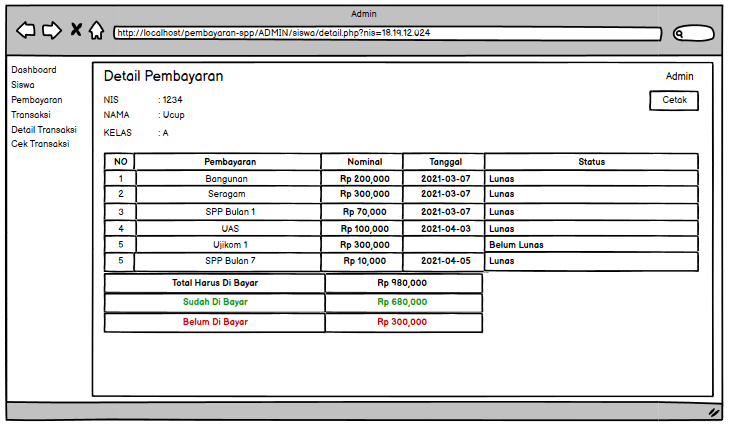 Admin
http://localhost/pembayaran-spp/ADMIN/siswa/detail.php?nis=18.19.12.024
Dashboard
Siswa
Pembayaran
Transaksi
Detail Transaksi
Cek Transaksi
Detail Pembayaran
Admin
NIS : 1234
Cetak
NAMA : Ucup
KELAS : A
NO Pembayaran Nominal Tanggal Status
1 Bangunan Rp 200,000 2021-03-07 Lunas
2 Seragam Rp 300,000 2021-03-07 Lunas
3 SPP Bulan 1 Rp 70,000 2021-03-07 Lunas
4 UAS Rp 100,000 2021-04-03 Lunas
5 Ujikom 1 Rp 300,000 Belum Lunas
5 SPP Bulan 7 Rp 10,000 2021-04-05 Lunas
Total Harus Di Bayar Rp 980,000
Sudah Di Bayar Rp 680,000
Belum Di Bayar Rp 300,000